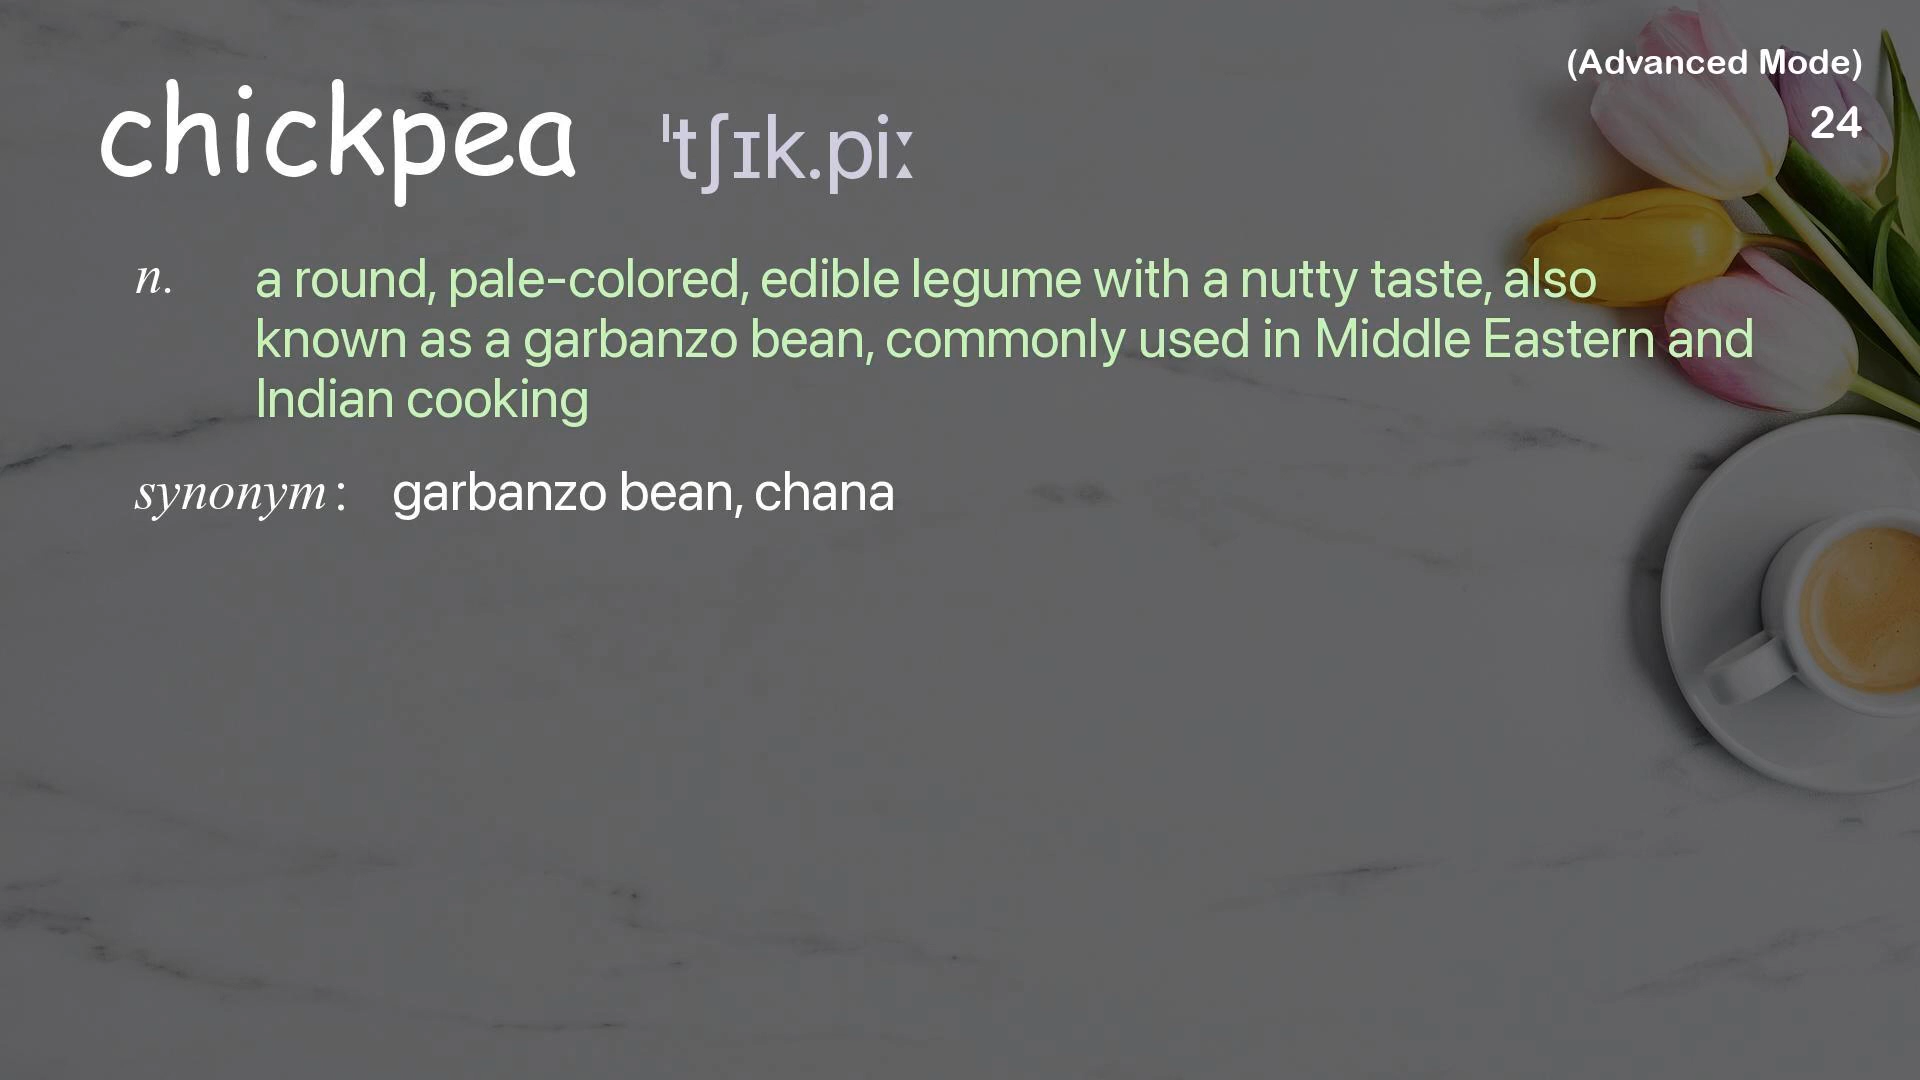 (Advanced Mode)
24
chickpea ˈtʃɪk.piː
n. a round, pale-colored, edible legume with a nutty taste, also
known as a garbanzo bean, commonly used in Middle Eastern and
Indian cooking
synonym: garbanzo bean, chana